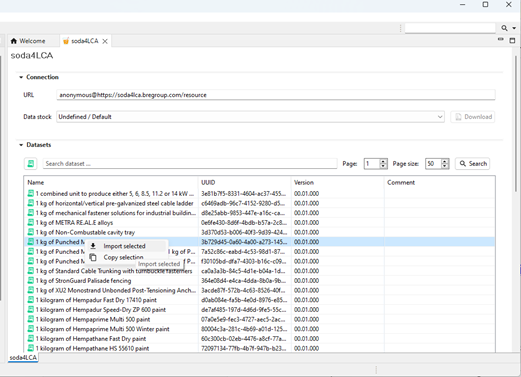 Welcome soda4LCA
soda4LCA
Connection
URL anonymous@https://soda4lca.bregroup.com/resource
Data stock Undefined / Default Download
Datasets
Search dataset ... Page: 1 Page size: 50 Search
Name UUID Version Comment
1 combined unit to produce either 5, 6, 8.5, 11.2 or 14 kW ... 3e81b7f5-8331-4604-ac37-455... 00.01.000
1 kg of horizontal/vertical pre-galvanized steel cable ladder c6469adb-96c7-4152-9280-d5... 00.01.000
1 kg of mechanical fastener solutions for industrial buildin... d8e25abb-9853-447e-a16c-ca... 00.01.000
1 kg of METRA RE.AL.E alloys 0e6fe430-8d6f-4bdb-b57a-2c8... 00.01.000
1 kg of Non-Combustable cavity tray 3d370d53-b006-40f3-9d39-424... 00.01.000
1 kg of Punched M 3b729d45-0a60-4a00-a273-145... 00.01.000
Import selected
1 kg of Punched M l kg of P... 7a52c86c-eabd-4c53-98d1-87... 00.01.000
Copy selection
1 kg of Punched M of P... f30105bd-dfa7-4303-b16c-c09... 00.01.000
Import selected
1 kg of Standard Cable Trunking with turnbuckle fasteners ca0a3a3b-84c5-4d1e-b04a-1d... 00.01.000
1 kg of StronGuard Palisade fencing 364e08d4-e4ca-4dda-8b0a-9b... 00.01.000
1 kg of XU2 Monostrand Unbonded Post-Tensioning Anch... 3acde87f-572b-4c63-8526-40f... 00.01.000
1 kilogram of Hempadur Fast Dry 17410 paint d0ab084e-fa5b-4e0d-8976-e85... 00.01.000
1 kilogram of Hempadur Speed-Dry ZP 600 paint de7af485-197d-4d6d-9fe5-55c... 00.01.000
1 kilogram of Hempaprime Multi 500 paint 07a0e5e9-fec3-4727-aec5-2ac... 00.01.000
1 kilogram of Hempaprime Multi 500 Winter paint 80004c3a-281c-4b69-a01d-125... 00.01.000
1 kilogram of Hempathane Fast Dry paint 60c300cb-02eb-4476-a8cf-77a... 00.01.000
1 kilogram of Hempathane HS 55610 paint 72097134-77fb-4b7f-947b-b23... 00.01.000
soda4LCA